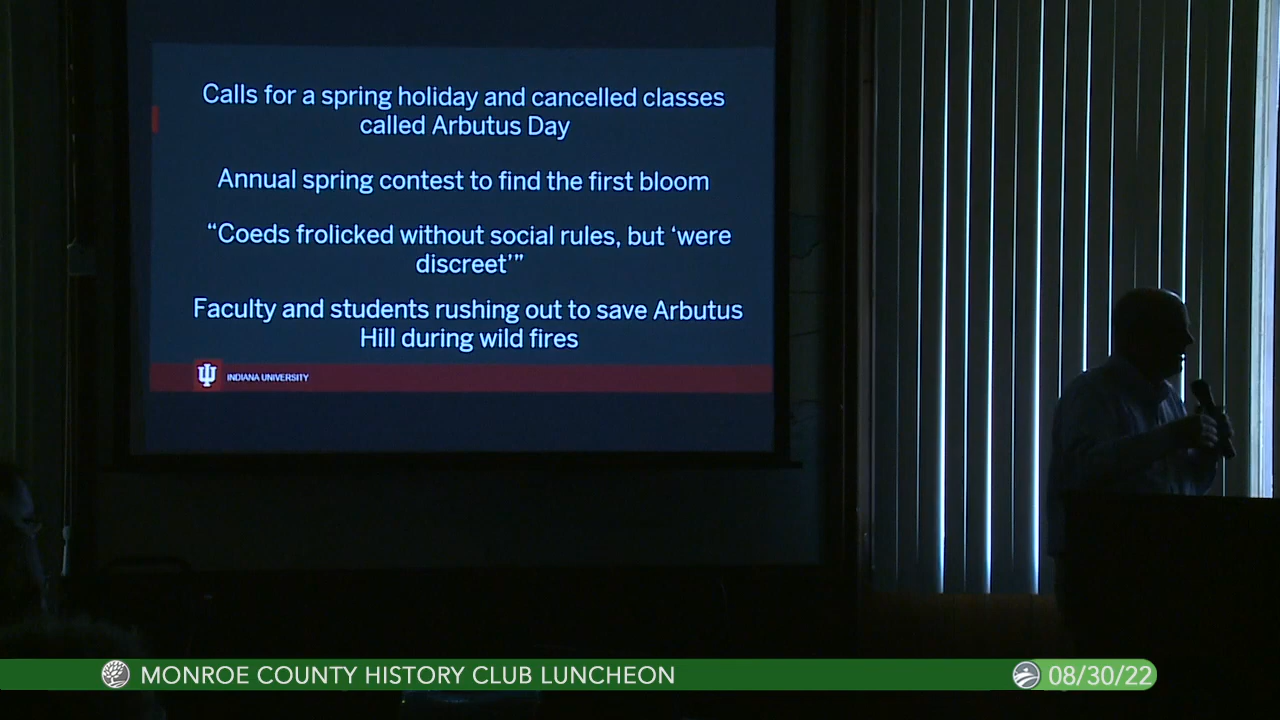 Calls for a spring holiday and cancelled classes
called Arbutus Day
Annual spring contest to find the first bloom
“Coeds frolicked without social rules, but ‘were
discreet’”
Faculty and students rushing out to save Arbutus
Hill during wild fires
INDIANA UNIVERSITY
MONROE COUNTY HISTORY CLUB LUNCHEON
08/30/22